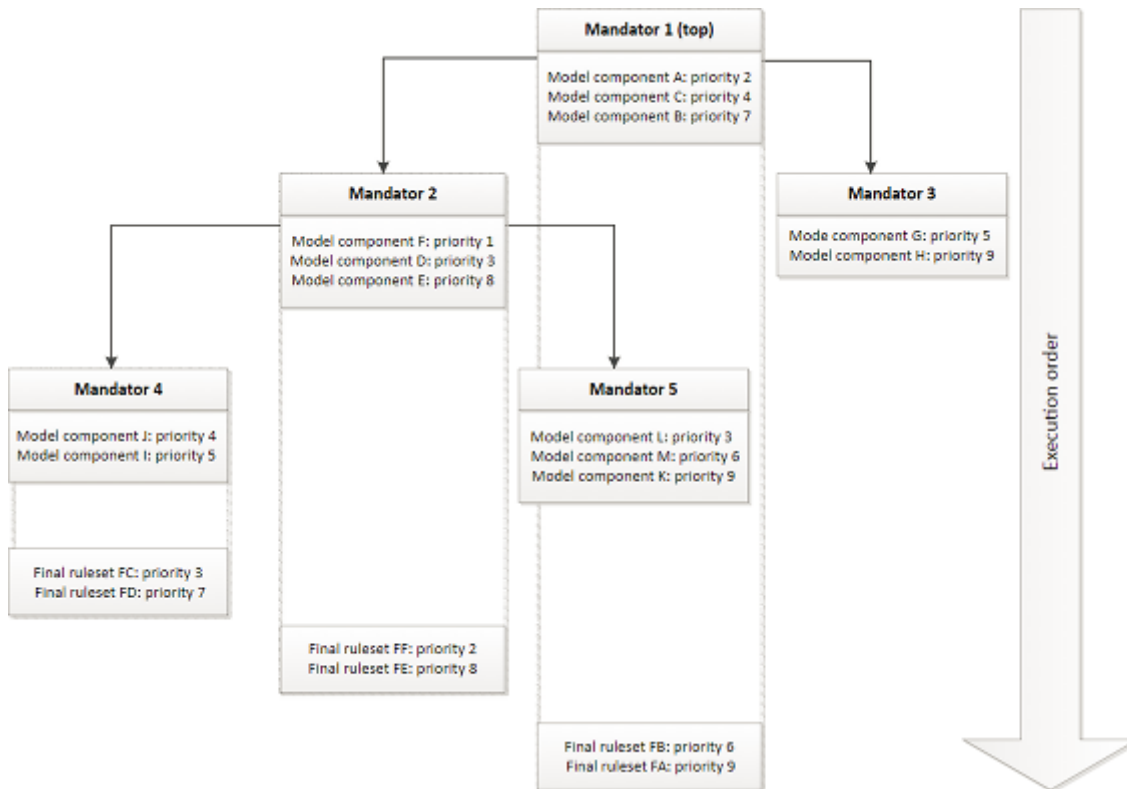 Mandator 1 (top)
Model component A: priority 2
Model component C: priority 4
Model component B: priority 7
Mandator 2
Model component F: priority 1
Model component D: priority 3
Model component E: priority 8
Mandator 3
Mode component G: priority 5
Model component H: priority 9
Mandator 4
Model component J: priority 4
Model component I: priority 5
Mandator 5
Model component L: priority 3
Model component M: priority 6
Model component K: priority 9
Final ruleset FC: priority 3
Final ruleset FD: priority 7
Final ruleset FF: priority 2
Final ruleset FE: priority 8
Final ruleset FB: priority 6
Final ruleset FA: priority 9
Execution order